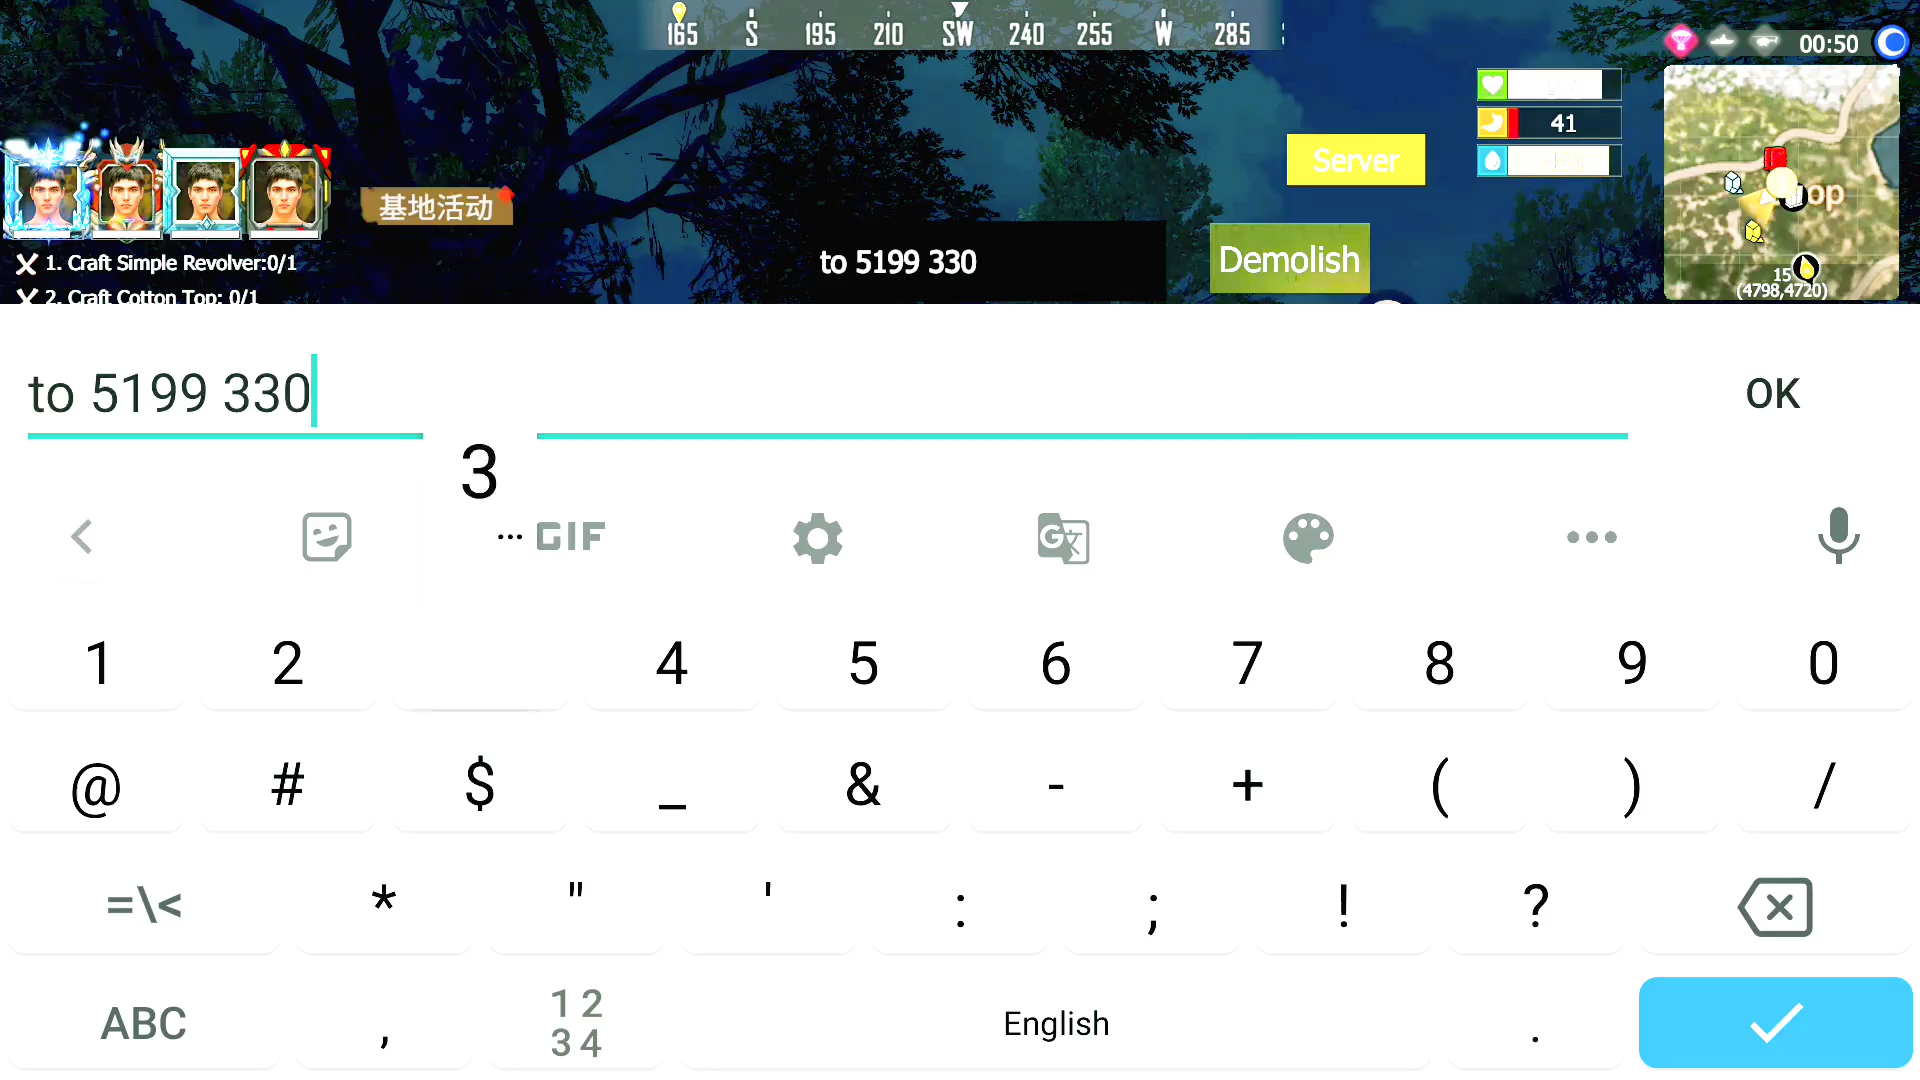 165 S 195 210 SW 240 255 W 285
00:50
41
Server
op
基地活动
to 5199 330
Demolish
1. Craft Simple Revolver:0/1
2. Craft Cotton Top: 0/1
15
(4798,4720)
to 5199 330
OK
3
... GIF
1 2 4 5 6 7 8 9 0
@ # $ _ & - + ( ) /
=\< * " ' : ; ! ?
ABC , 1 2 3 4 English .